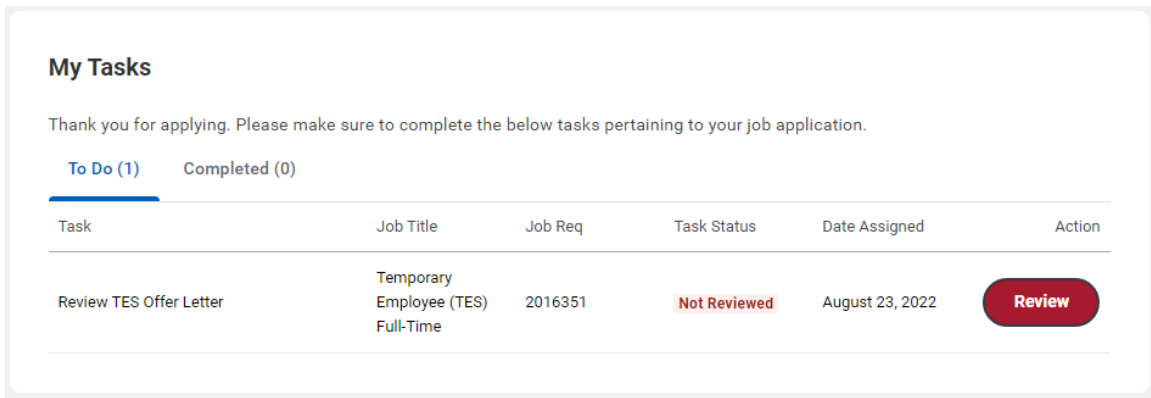 My Tasks
Thank you for applying. Please make sure to complete the below tasks pertaining to your job application.
To Do (1) Completed (0)
Task Job Title Job Req Task Status Date Assigned Action
Temporary
Review TES Offer Letter Employee (TES) 2016351 Not Reviewed August 23, 2022 Review
Full-Time